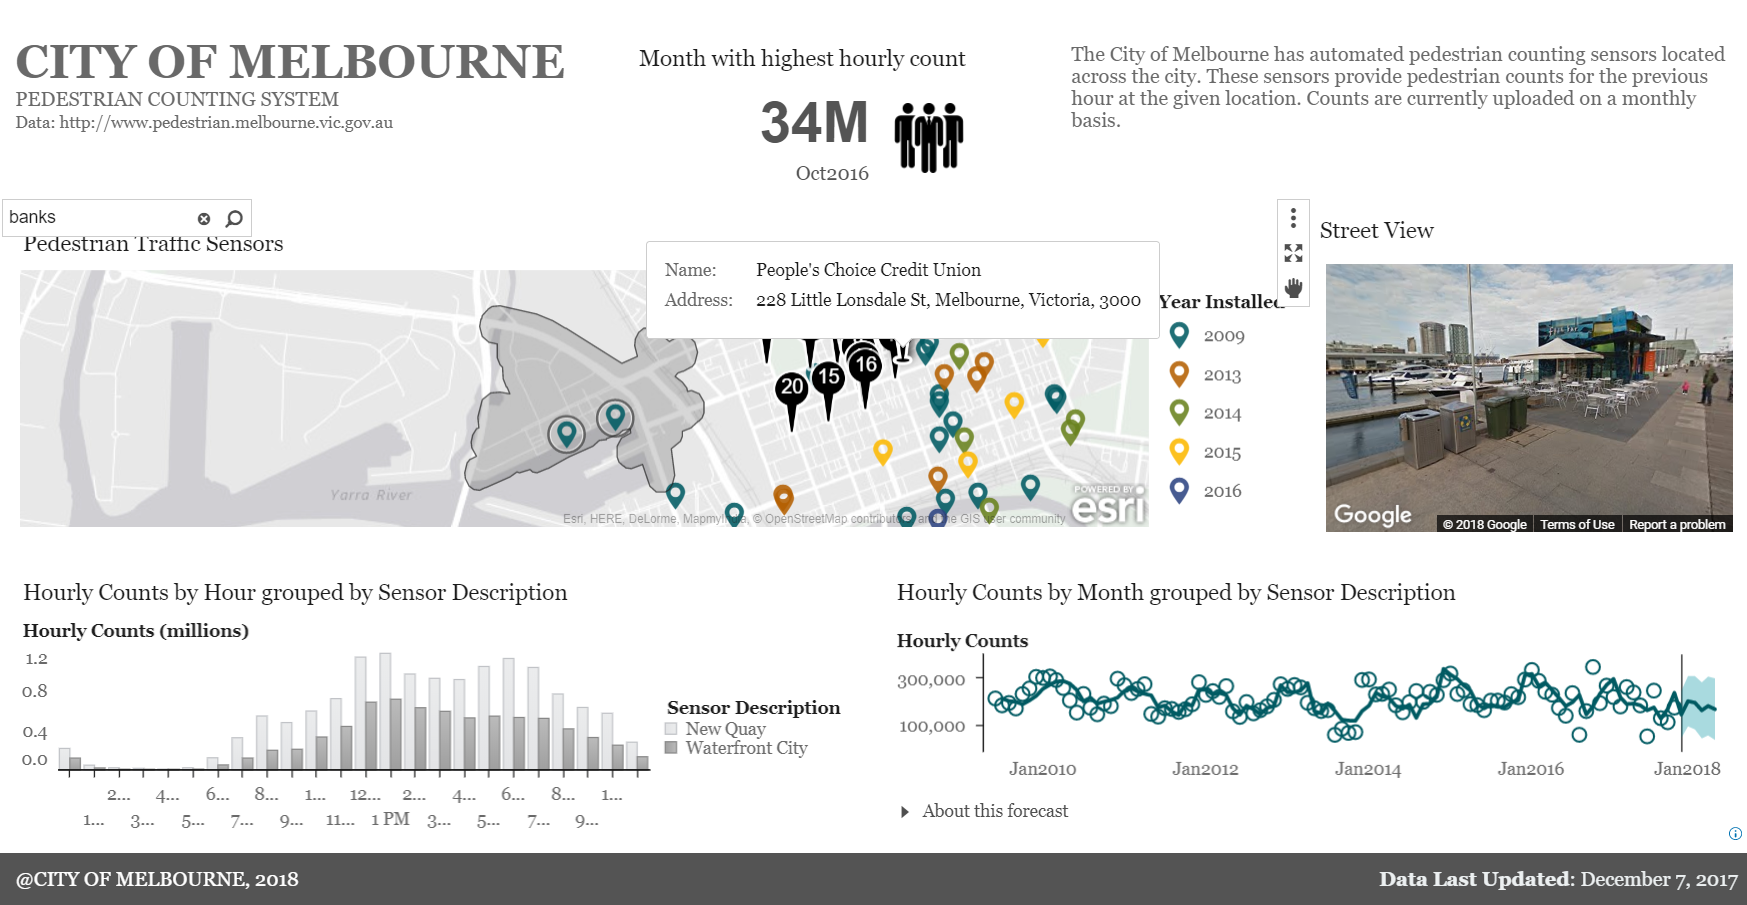 CITY OF MELBOURNE
PEDESTRIAN COUNTING SYSTEM
Data: http://www.pedestrian.melbourne.vic.gov.au
Month with highest hourly count
34M
Oct2016
The City of Melbourne has automated pedestrian counting sensors located
across the city. These sensors provide pedestrian counts for the previous
hour at the given location. Counts are currently uploaded on a monthly
basis.
banks
Pedestrian Traffic Sensors
Name: People's Choice Credit Union
Address: 228 Little Lonsdale St, Melbourne, Victoria, 3000
20
15
16
Yarra River
POWERED BY
esri
Esri, HERE, DeLorme, MapmyIndia, © OpenStreetMap contributors, and the GIS user community
Year Installed
2009
2013
2014
2015
2016
Street View
Google
© 2018 Google
Terms of Use
Report a problem
Hourly Counts by Hour grouped by Sensor Description
Hourly Counts (millions)
1.2
0.8
0.4
0.0
2... 4... 6... 8... 1... 12... 2... 4... 6... 8... 1...
1... 3... 5... 7... 9... 11... 1 PM 3... 5... 7... 9...
Sensor Description
New Quay
Waterfront City
Hourly Counts by Month grouped by Sensor Description
Hourly Counts
300,000
100,000
Jan2010 Jan2012 Jan2014 Jan2016 Jan2018
About this forecast
@CITY OF MELBOURNE, 2018
Data Last Updated: December 7, 2017